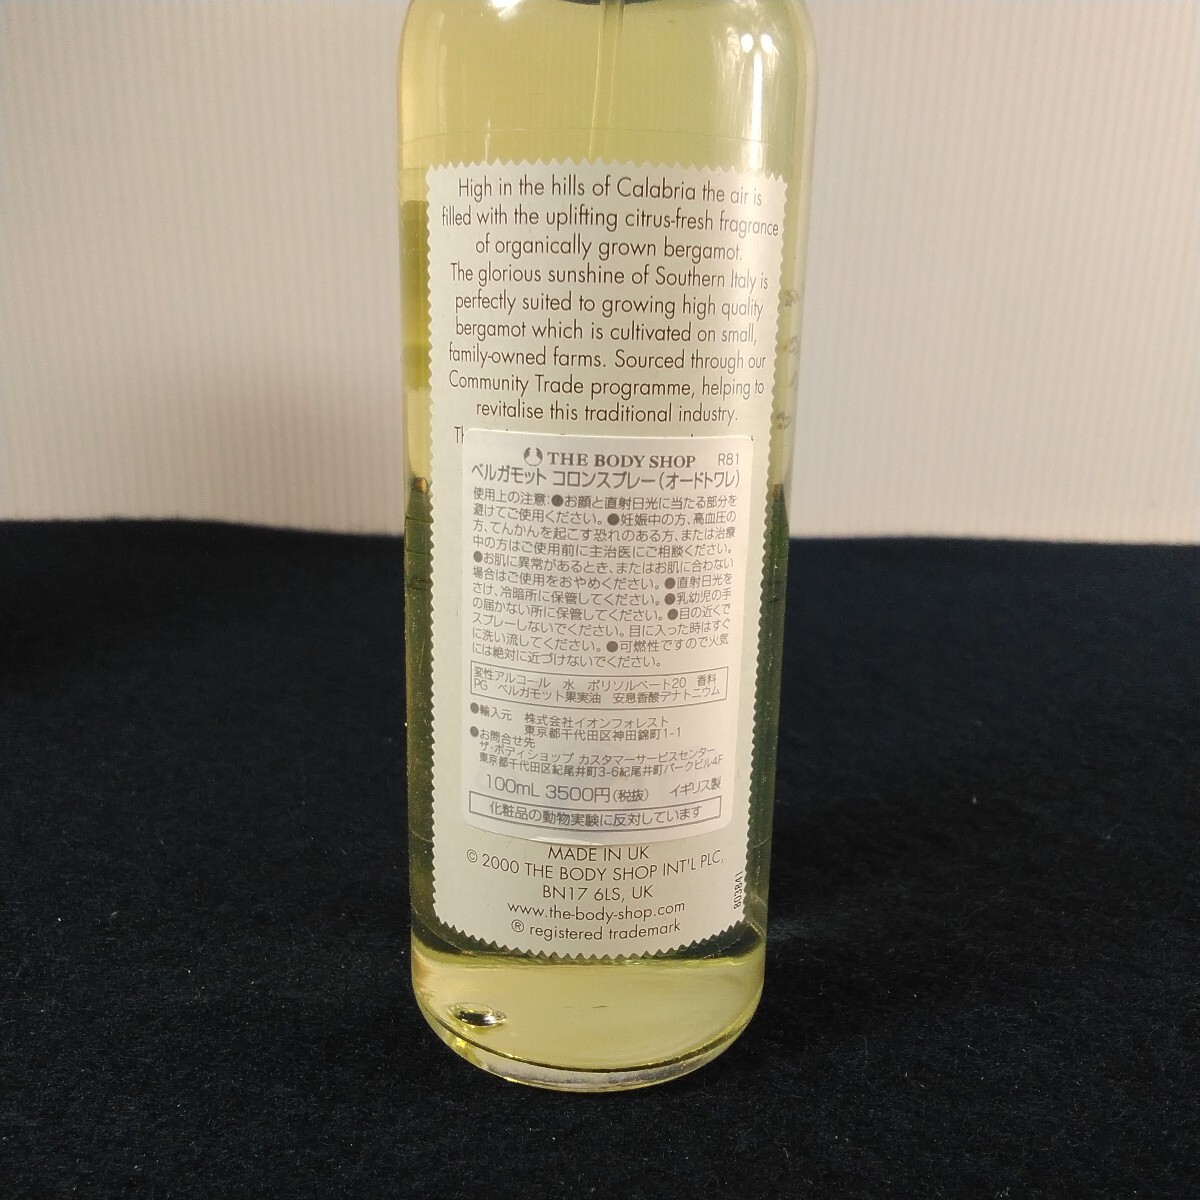 High in the hills of Calabria the air is
filled with the uplifting citrus-fresh fragrance
of organically grown bergamot.
The glorious sunshine of Southern Italy is
perfectly suited to growing high quality
bergamot which is cultivated on small,
family-owned farms. Sourced through our
Community Trade programme, helping to
revitalise this traditional industry.
THE BODY SHOP R81
ベルガモット コロンスプレー(オードトワレ)
使用上の注意:●お顔と直射日光に当たる部分を
避けてご使用ください。●妊娠中の方、高血圧の
方、てんかんを起こす恐れのある方、または治療
中の方はご使用前に主治医にご相談ください。
●お肌に異常があるとき、またはお肌に合わない
場合はご使用をおやめください。●直射日光を
さけ、冷暗所に保管してください。●乳幼児の手
の届かない所に保管してください。●目の近くで
スプレーしないでください。目に入った時はすぐ
に洗い流してください。●可燃性ですので火気
には絶対に近づけないでください。
変性アルコール 水 ポリソルベート20 香料
PG ベルガモット果実油 安息香酸デナトニウム
●輸入元 株式会社イオンフォレスト
東京都千代田区神田錦町1-1
●お問合せ先
ザ・ボディショップ カスタマーサービスセンター
東京都千代田区紀尾井町3-6紀尾井町パークビル4F
100mL 3500円(税抜) イギリス製
化粧品の動物実験に反対しています
MADE IN UK
© 2000 THE BODY SHOP INT'L PLC,
BN17 6LS, UK
www.the-body-shop.com
® registered trademark
803841